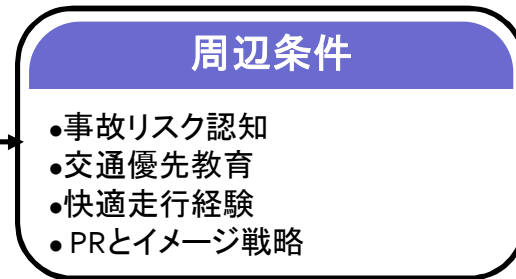 周辺条件
●事故リスク認知
●交通優先教育
●快適走行経験
● PRとイメージ戦略